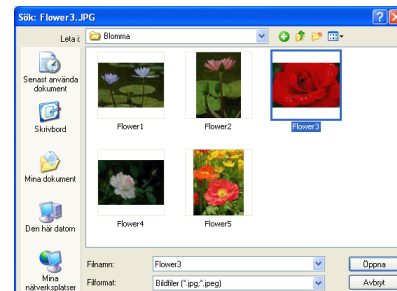 Sök: Flower3.JPG
Leta i:
Blomma
Senast använda
dokument
Skrivbord
Mina dokument
Den här datorn
Mina
nätverksplatser
Flower1
Flower2
Flower3
Flower4
Flower5
Filnamn:
Flower3
Öppna
Filformat:
Bildfiler (*.jpg;*.jpeg)
Avbryt